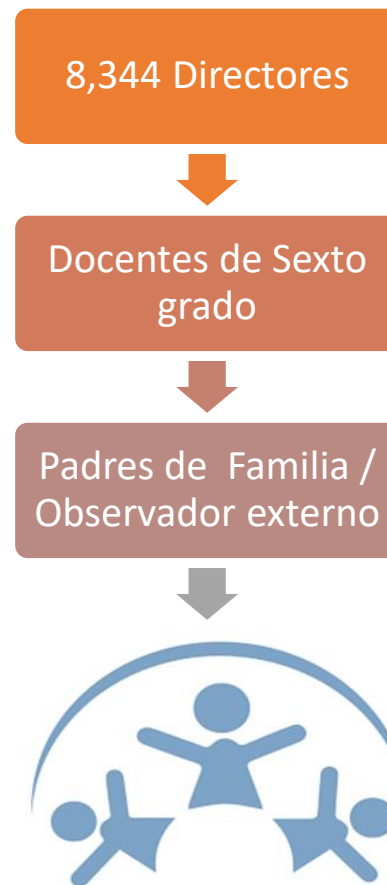 8,344 Directores
Docentes de Sexto
grado
Padres de  Familia /
Observador externo